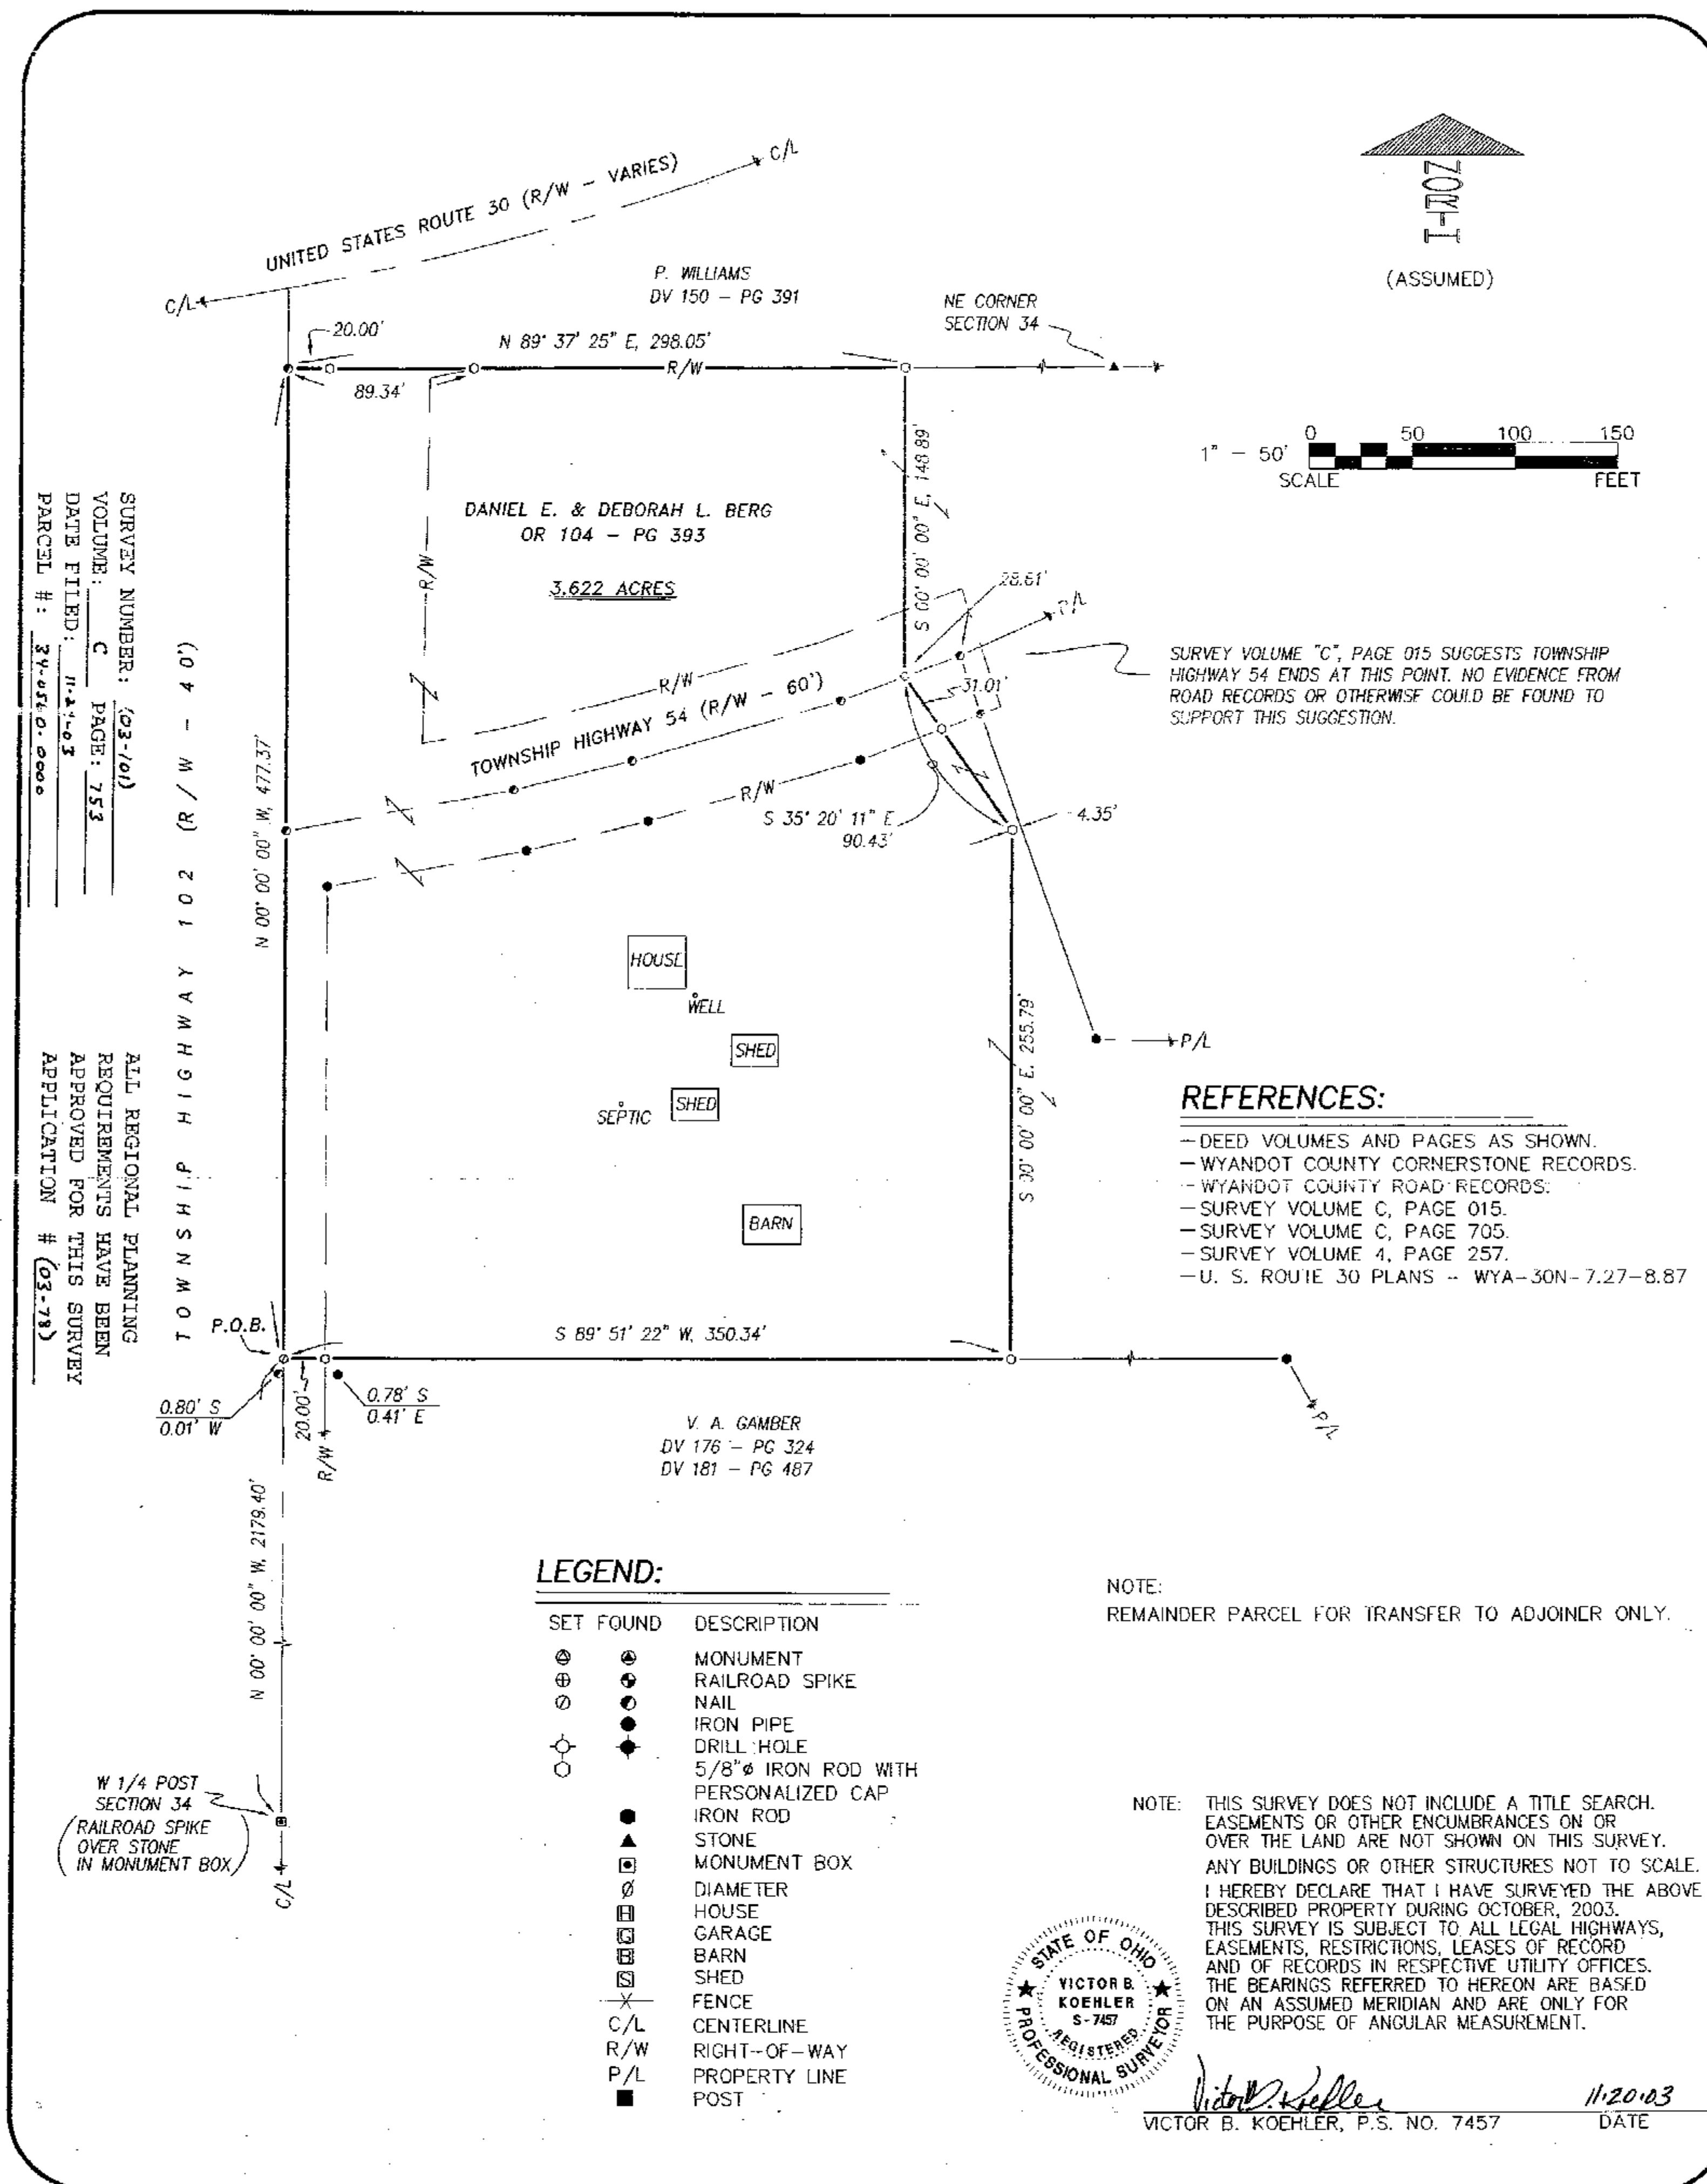 UNITED STATES ROUTE 30 (R/W - VARIES)
C/L
C/L
P. WILLIAMS
DV 150 - PG 391
NE CORNER
SECTION 34
(ASSUMED)
20.00'
N 89° 37' 25" E, 298.05'
R/W
89.34'
1" - 50'
0 50 100 150
SCALE FEET
DANIEL E. & DEBORAH L. BERG
OR 104 - PG 393
3.622 ACRES
R/W
S 00° 00' 00" E, 148.89'
28.61'
P/L
SURVEY VOLUME "C", PAGE 015 SUGGESTS TOWNSHIP
HIGHWAY 54 ENDS AT THIS POINT. NO EVIDENCE FROM
ROAD RECORDS OR OTHERWISE COULD BE FOUND TO
SUPPORT THIS SUGGESTION.
R/W
TOWNSHIP HIGHWAY 54 (R/W - 60')
31.01'
R/W
S 35° 20' 11" E
90.43'
4.35'
N 00° 00' 00" W, 477.37'
TOWNSHIP HIGHWAY 102 (R/W - 40')
SURVEY NUMBER: (03-101)
VOLUME: C PAGE: 753
DATE FILED: 11-24-03
PARCEL #: 34-0560-0000
ALL REGIONAL PLANNING
REQUIREMENTS HAVE BEEN
APPROVED FOR THIS SURVEY
APPLICATION # (03-78)
HOUSE
WELL
SHED
SEPTIC
SHED
BARN
S 00° 00' 00" E, 255.79'
P/L
REFERENCES:
- DEED VOLUMES AND PAGES AS SHOWN.
- WYANDOT COUNTY CORNERSTONE RECORDS.
- WYANDOT COUNTY ROAD RECORDS.
- SURVEY VOLUME C, PAGE 015.
- SURVEY VOLUME C, PAGE 705.
- SURVEY VOLUME 4, PAGE 257.
- U. S. ROUTE 30 PLANS - WYA-30N-7.27-8.87
P.O.B.
S 89° 51' 22" W, 350.34'
0.80' S
0.01' W
20.00'
R/W
0.78' S
0.41' E
P/L
V. A. GAMBER
DV 176 - PG 324
DV 181 - PG 487
N 00° 00' 00" W, 2179.40'
W 1/4 POST
SECTION 34
(RAILROAD SPIKE
OVER STONE
IN MONUMENT BOX)
C/L
LEGEND:
SET FOUND DESCRIPTION
MONUMENT
RAILROAD SPIKE
NAIL
IRON PIPE
DRILL HOLE
5/8"ø IRON ROD WITH
PERSONALIZED CAP
IRON ROD
STONE
MONUMENT BOX
Ø DIAMETER
H HOUSE
G GARAGE
B BARN
S SHED
X FENCE
C/L CENTERLINE
R/W RIGHT-OF-WAY
P/L PROPERTY LINE
POST
NOTE:
REMAINDER PARCEL FOR TRANSFER TO ADJOINER ONLY.
NOTE: THIS SURVEY DOES NOT INCLUDE A TITLE SEARCH.
EASEMENTS OR OTHER ENCUMBRANCES ON OR
OVER THE LAND ARE NOT SHOWN ON THIS SURVEY.
ANY BUILDINGS OR OTHER STRUCTURES NOT TO SCALE.
I HEREBY DECLARE THAT I HAVE SURVEYED THE ABOVE
DESCRIBED PROPERTY DURING OCTOBER, 2003.
THIS SURVEY IS SUBJECT TO ALL LEGAL HIGHWAYS,
EASEMENTS, RESTRICTIONS, LEASES OF RECORD
AND OF RECORDS IN RESPECTIVE UTILITY OFFICES.
THE BEARINGS REFERRED TO HEREON ARE BASED
ON AN ASSUMED MERIDIAN AND ARE ONLY FOR
THE PURPOSE OF ANGULAR MEASUREMENT.
STATE OF OHIO
VICTOR B.
KOEHLER
S-7457
REGISTERED
PROFESSIONAL SURVEYOR
Victor B. Koehler 11·20·03
VICTOR B. KOEHLER, P.S. NO. 7457 DATE